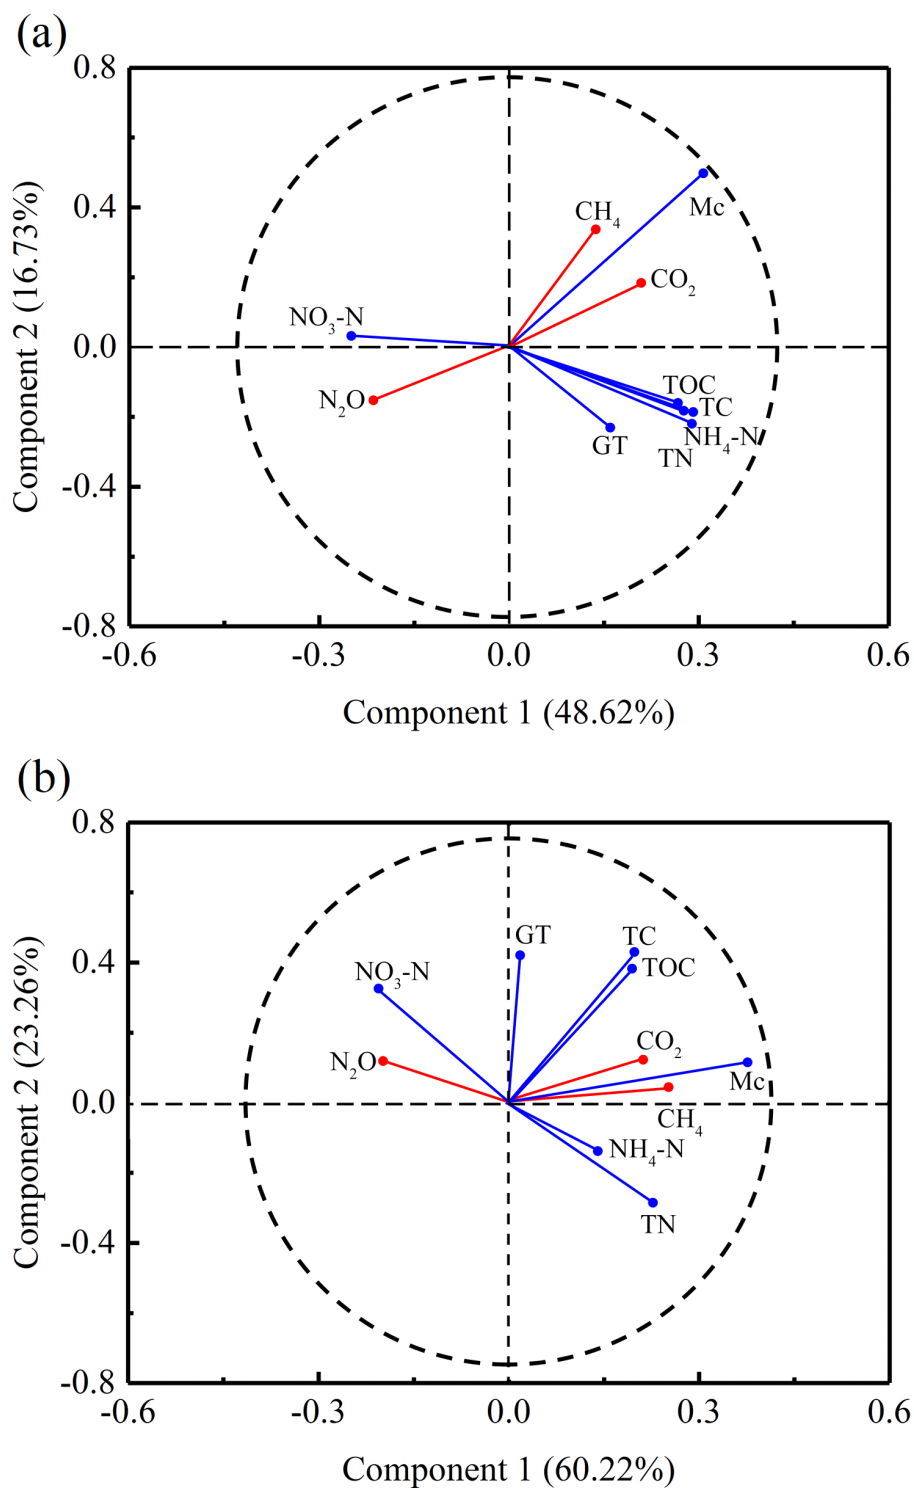 (a)
0.8
0.4
0.0
-0.4
-0.8
Component 2 (16.73%)
Mc
CH₄
CO₂
NO₃-N
N₂O
TOC
TC
NH₄-N
GT
TN
-0.6
-0.3
0.0
0.3
0.6
Component 1 (48.62%)
(b)
0.8
0.4
0.0
-0.4
-0.8
Component 2 (23.26%)
GT
TC
TOC
NO₃-N
CO₂
N₂O
Mc
CH₄
NH₄-N
TN
-0.6
-0.3
0.0
0.3
0.6
Component 1 (60.22%)